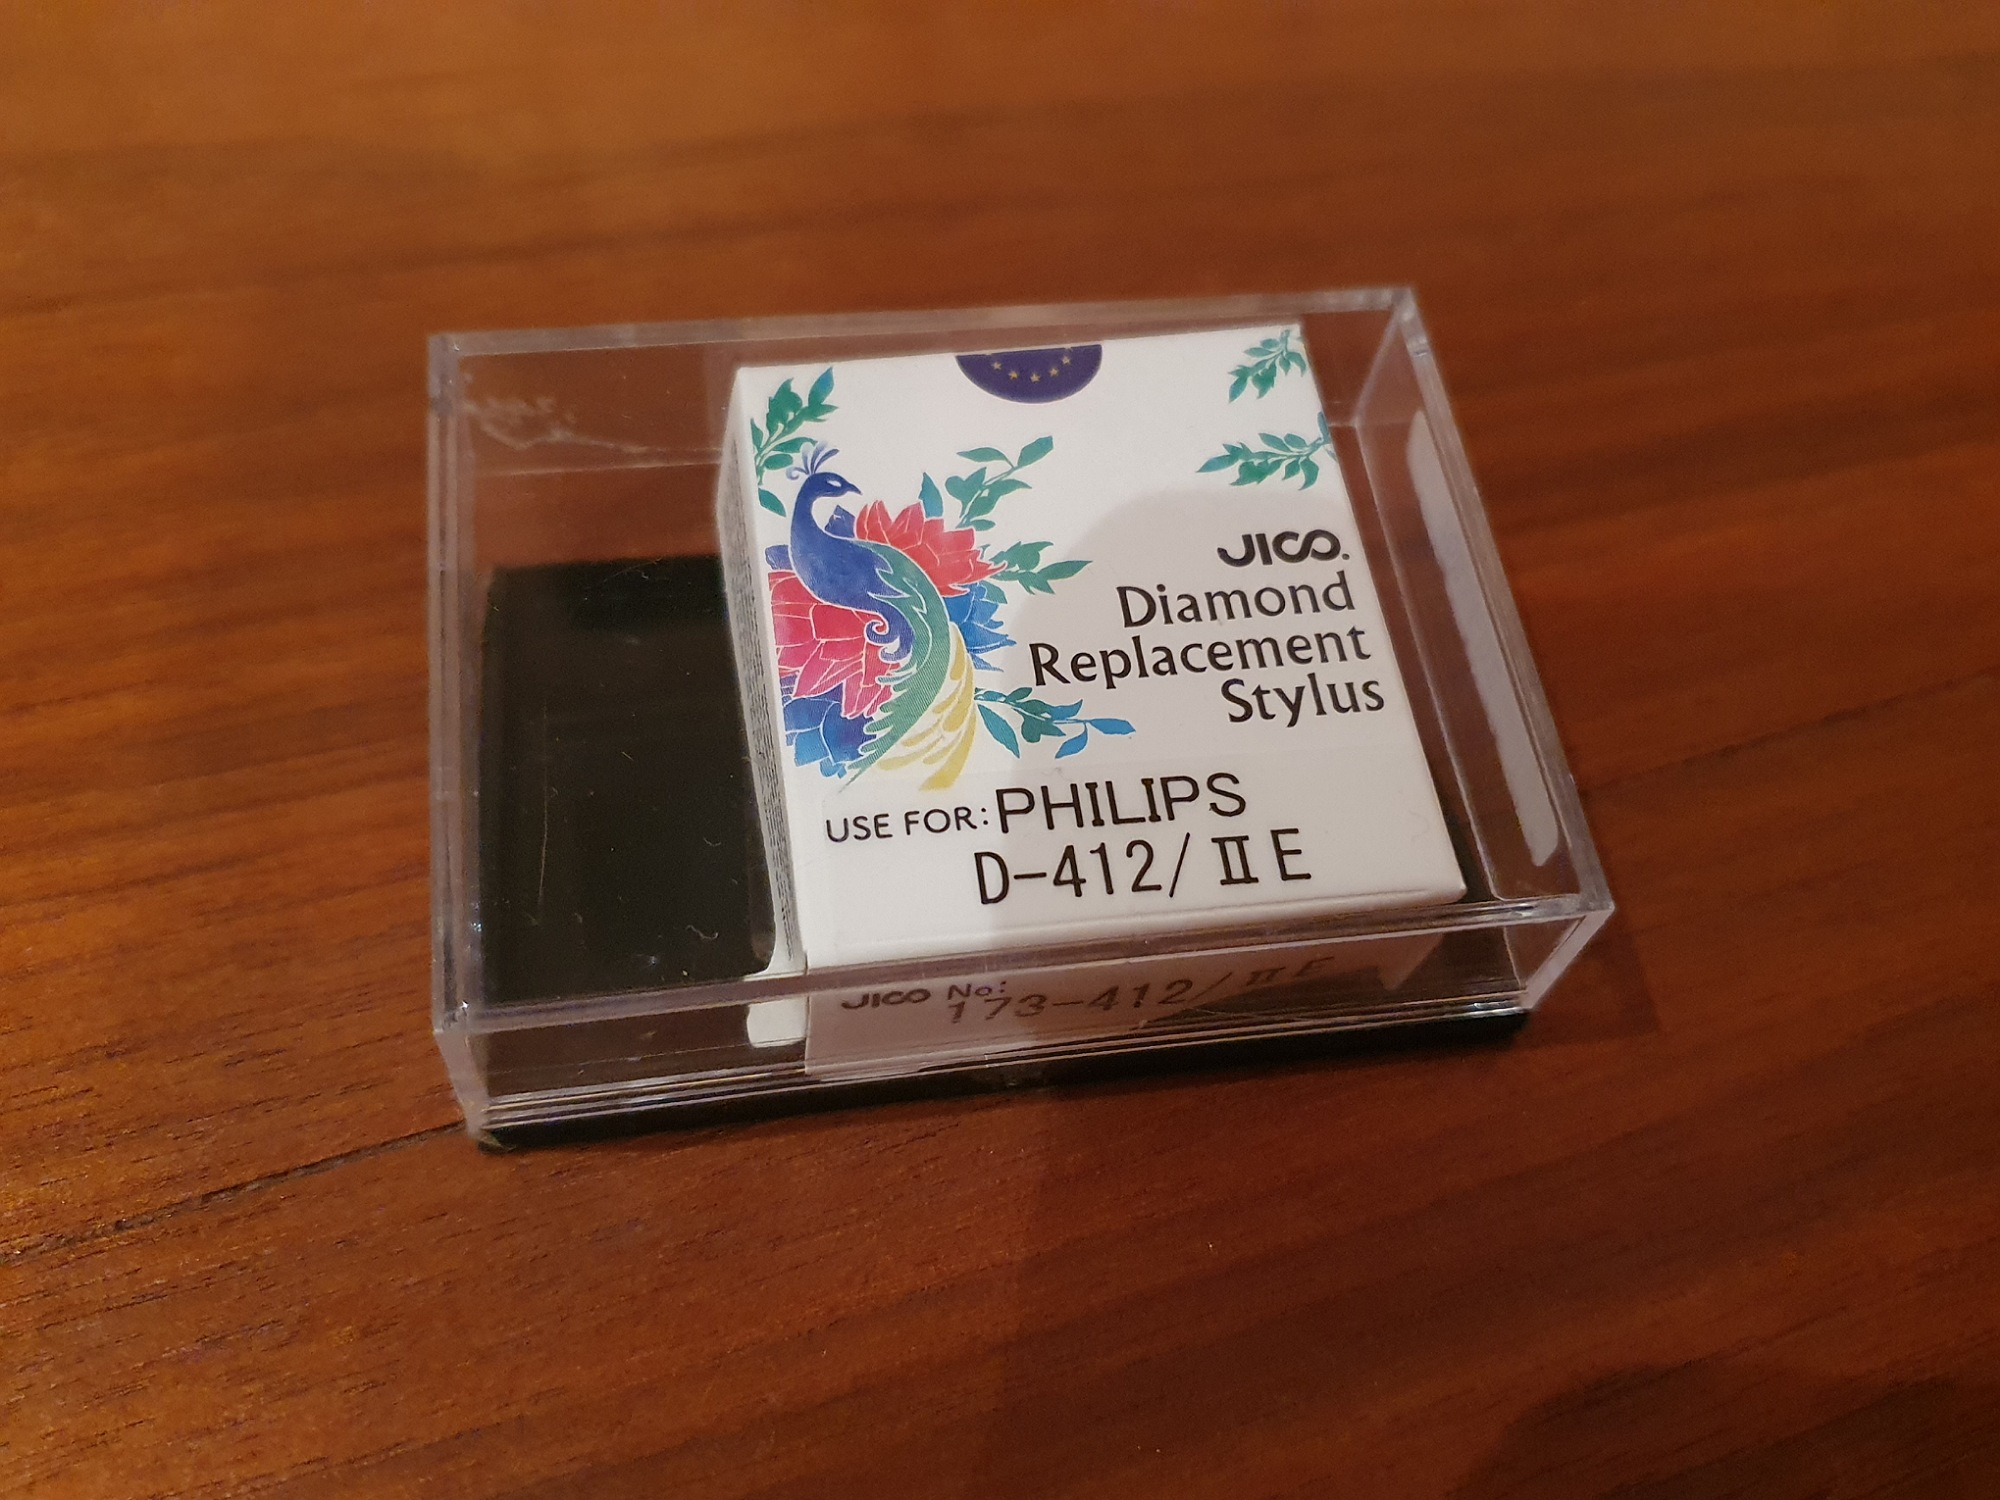 JICO.
Diamond
Replacement
Stylus
USE FOR: PHILIPS
D-412/ⅡE
JICO No:
173-412/ⅡE